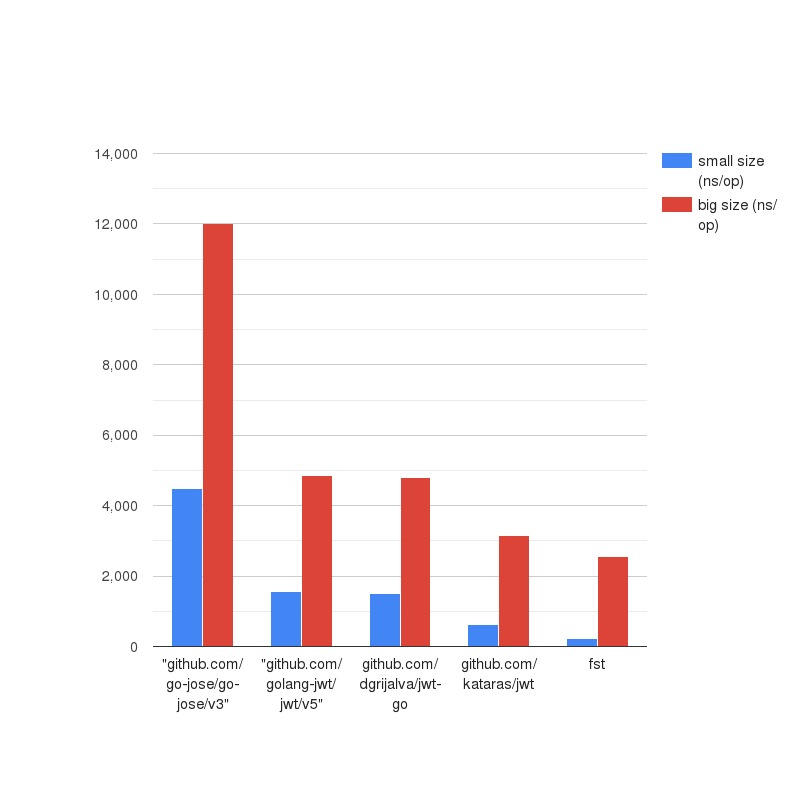 14,000
12,000
10,000
8,000
6,000
4,000
2,000
0
small size
(ns/op)
big size (ns/
op)
"github.com/
go-jose/go-
jose/v3"
"github.com/
golang-jwt/
jwt/v5"
github.com/
dgrijalva/jwt-
go
github.com/
kataras/jwt
fst